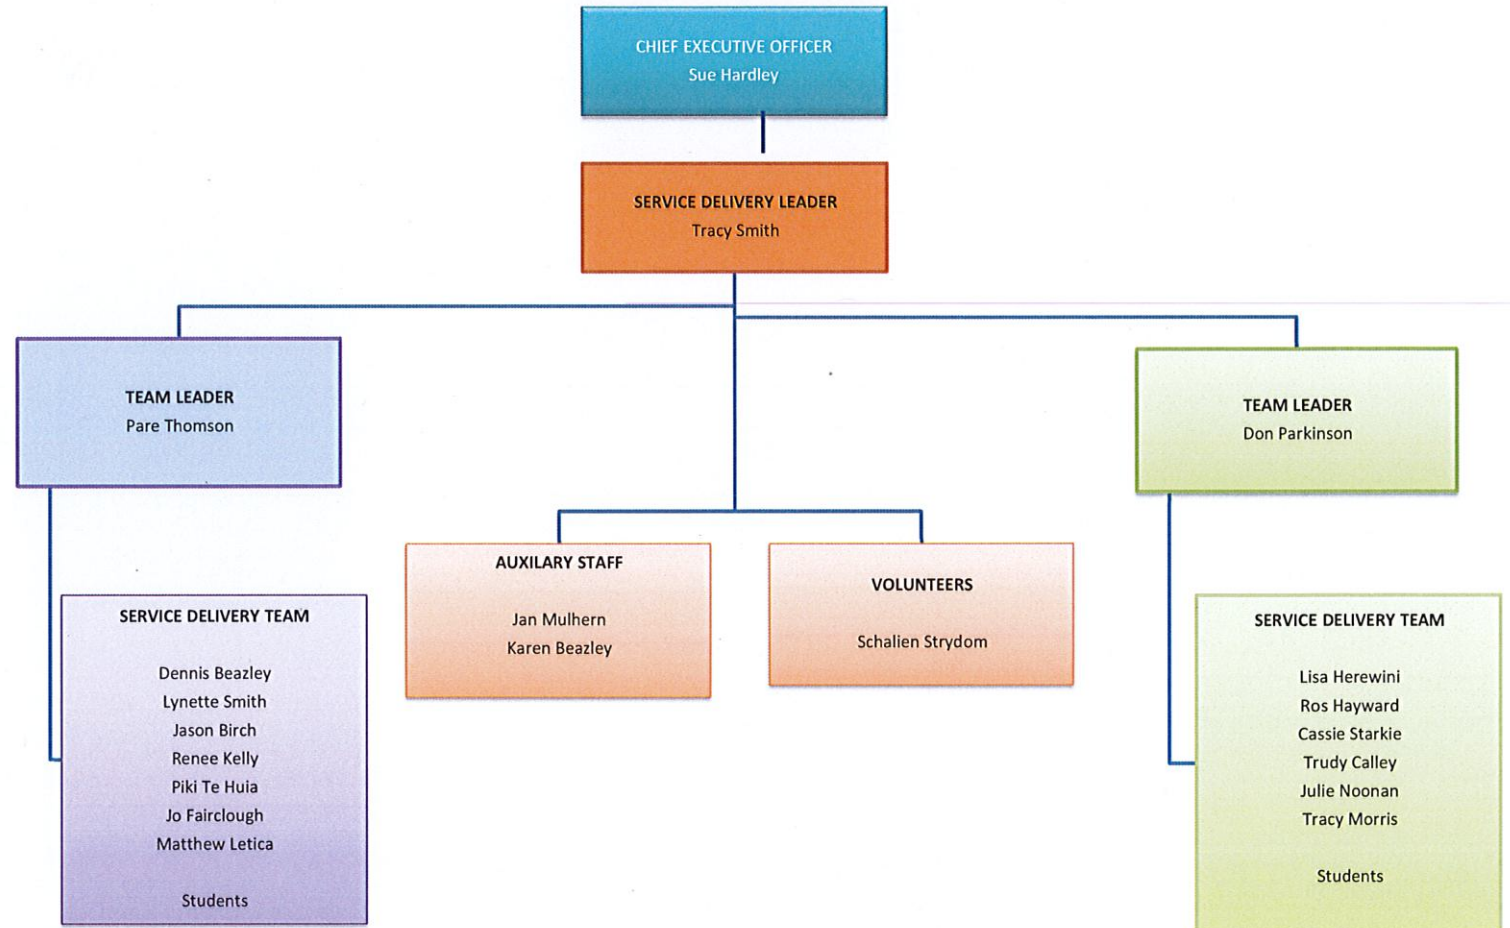 CHIEF EXECUTIVE OFFICER
Sue Hardley
SERVICE DELIVERY LEADER
Tracy Smith
TEAM LEADER
Pare Thomson
TEAM LEADER
Don Parkinson
AUXILARY STAFF
Jan Mulhern
Karen Beazley
VOLUNTEERS
Schalien Strydom
SERVICE DELIVERY TEAM
Dennis Beazley
Lynette Smith
Jason Birch
Renee Kelly
Piki Te Huia
Jo Fairclough
Matthew Letica
Students
SERVICE DELIVERY TEAM
Lisa Herewini
Ros Hayward
Cassie Starkie
Trudy Calley
Julie Noonan
Tracy Morris
Students